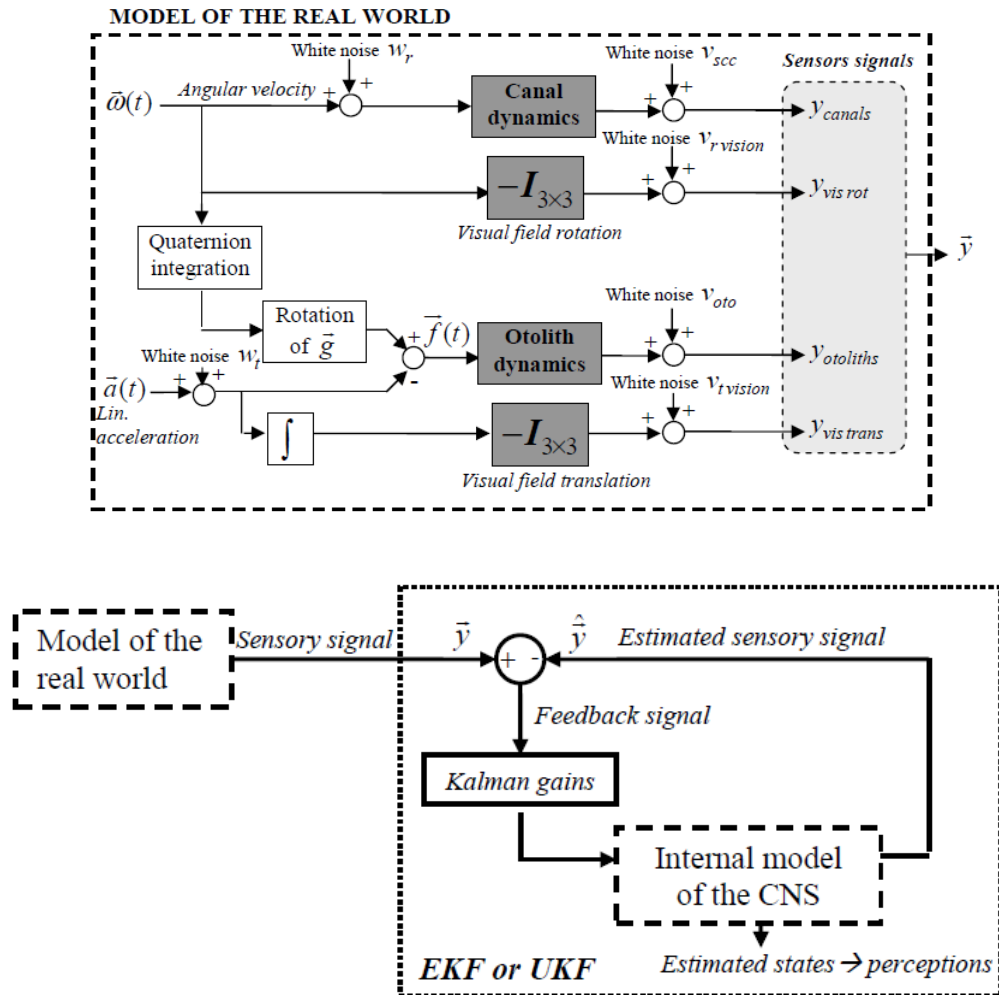 MODEL OF THE REAL WORLD
White noise w_r
White noise v_scc
Sensors signals
ω⃗(t)
Angular velocity
+
+
Canal
dynamics
+
+
y_canals
White noise v_r vision
−I_3×3
+
+
y_vis rot
Visual field rotation
Quaternion
integration
y⃗
Rotation
of g⃗
White noise v_oto
+
f⃗(t)
-
Otolith
dynamics
+
+
y_otoliths
White noise w_t
a⃗(t)
+
+
Lin.
acceleration
White noise v_t vision
∫
−I_3×3
+
+
y_vis trans
Visual field translation
Model of the
real world
Sensory signal
y⃗
+
-
ŷ⃗
Estimated sensory signal
Feedback signal
Kalman gains
Internal model
of the CNS
EKF or UKF
Estimated states → perceptions